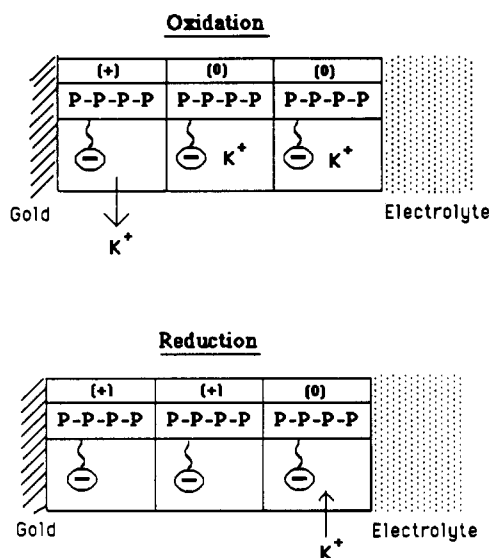 Oxidation
(+) (0) (0)
P-P-P-P P-P-P-P P-P-P-P
− − −
K+ K+
Gold Electrolyte
K+
Reduction
(+) (+) (0)
P-P-P-P P-P-P-P P-P-P-P
− − −
Gold Electrolyte
K+